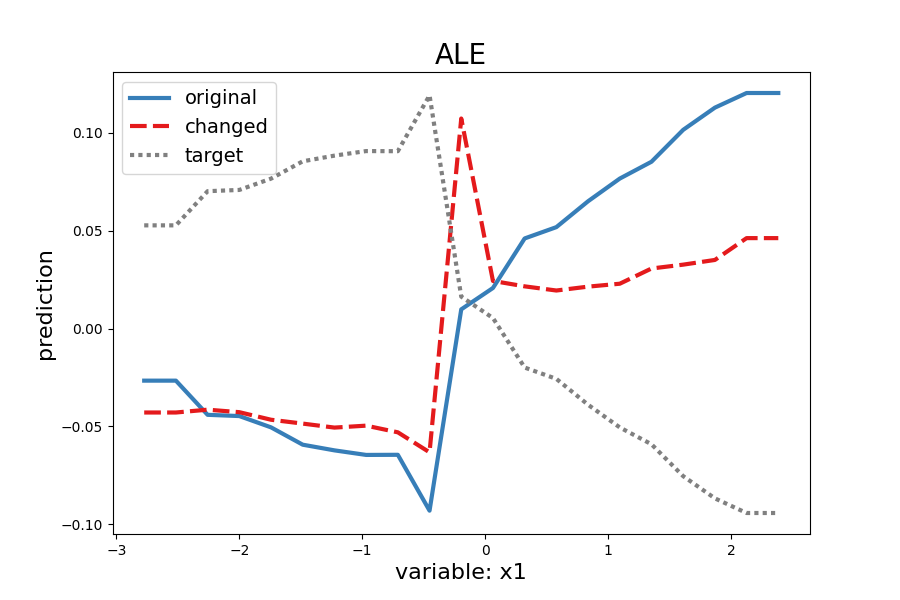 ALE
original
changed
target
prediction
0.10
0.05
0.00
−0.05
−0.10
−3
−2
−1
0
1
2
variable: x1